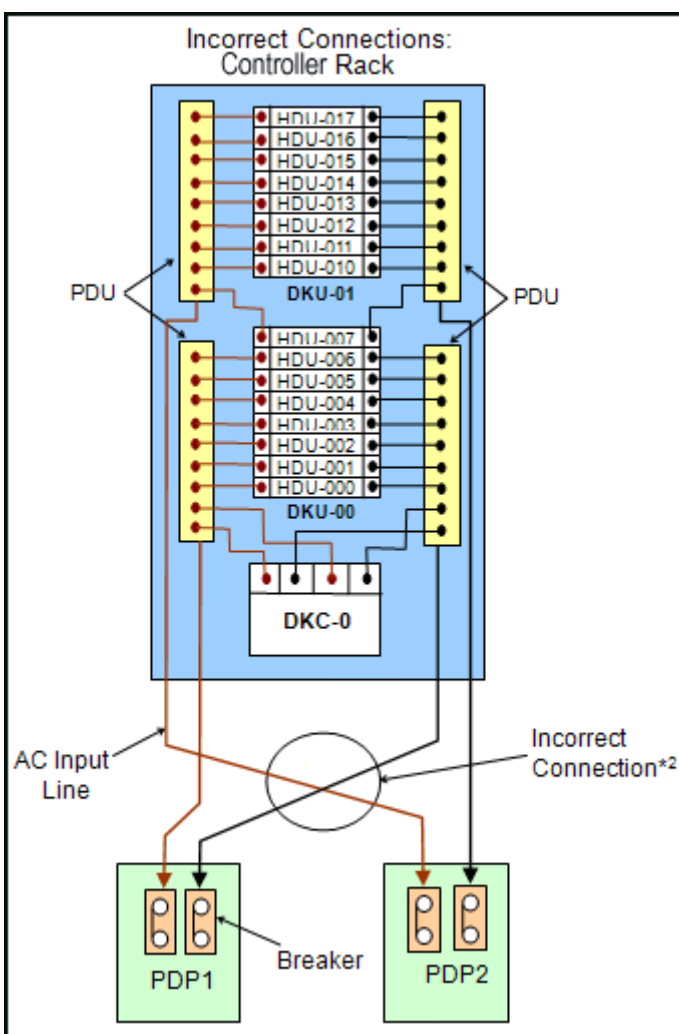 Incorrect Connections:
Controller Rack
HDU-017
HDU-016
HDU-015
HDU-014
HDU-013
HDU-012
HDU-011
HDU-010
DKU-01
PDU
PDU
HDU-007
HDU-006
HDU-005
HDU-004
HDU-003
HDU-002
HDU-001
HDU-000
DKU-00
DKC-0
AC Input
Line
Incorrect
Connection*2
Breaker
PDP1
PDP2